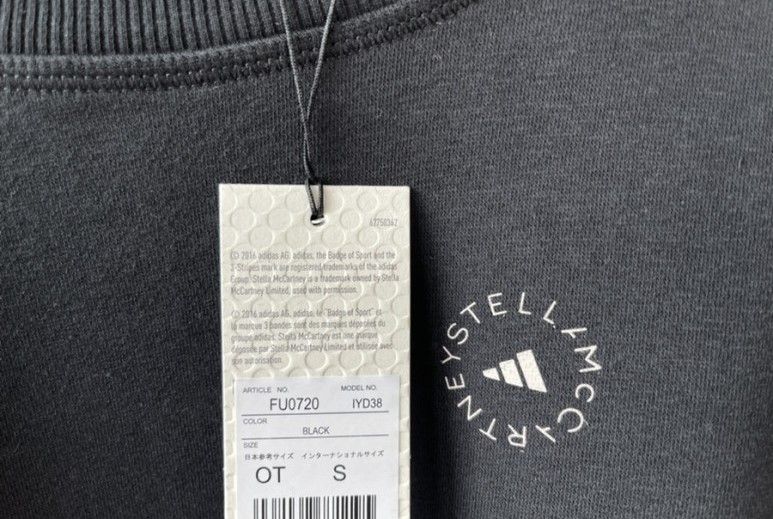 62750362
© 2016 adidas AG. adidas, the Badge of Sport and the
3-Stripes mark are registered trademarks of the adidas
Group. Stella McCartney is a trademark owned by Stella
McCartney Limited, used with permission.
© 2016 adidas AG. adidas, le "Badge of Sport" et
la marque 3 bandes sont des marques déposées du
groupe adidas. Stella McCartney est une marque
déposée par Stella McCartney Limited et utilisée avec
son autorisation.
ARTICLE NO. MODEL NO.
FU0720 IYD38
COLOR
BLACK
SIZE
日本参考サイズ インターナショナルサイズ
OT S
STELLA McCARTNEY